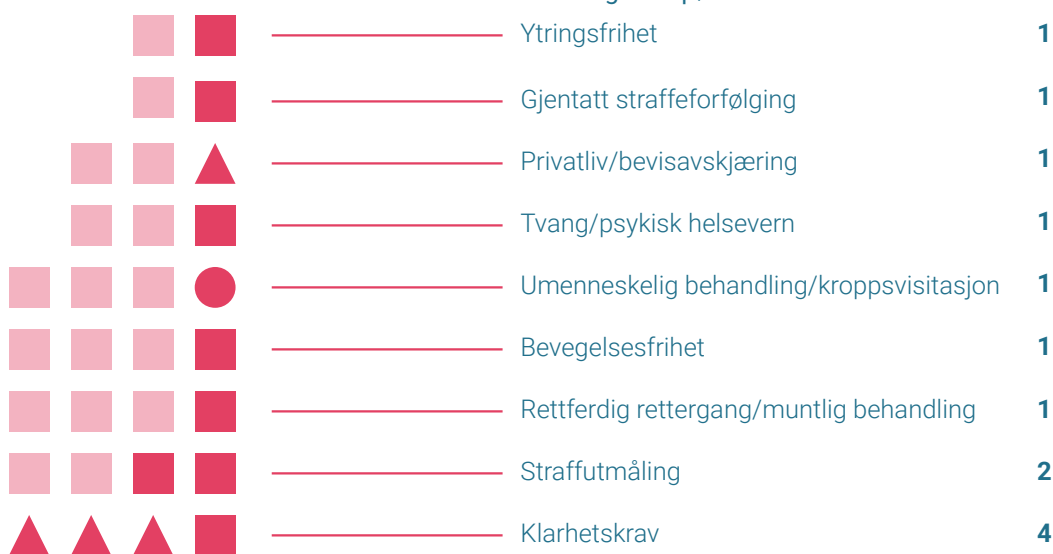 Ytringsfrihet 1
Gjentatt straffeforfølging 1
Privatliv/bevisavskjæring 1
Tvang/psykisk helsevern 1
Umenneskelig behandling/kroppsvisitasjon 1
Bevegelsesfrihet 1
Rettferdig rettergang/muntlig behandling 1
Straffutmåling 2
Klarhetskrav 4